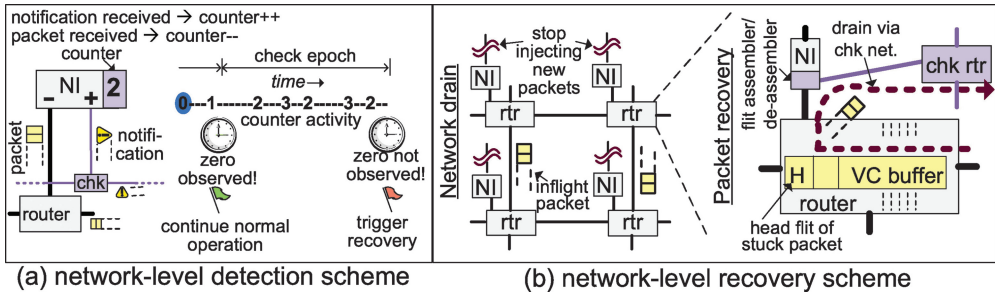 notification received → counter++
packet received → counter--
counter
NI
2
- +
packet
notifi-
cation
chk
router
check epoch
time→
0---1------2--3--2-----3--2--
counter activity
zero
observed!
zero not
observed!
continue normal
operation
trigger
recovery
(a) network-level detection scheme
Network drain
stop
injecting
new
packets
NI
NI
rtr
rtr
NI
NI
inflight
packet
rtr
rtr
Packet recovery
flit assembler/
de-assembler
NI
drain via
chk net.
chk rtr
H
VC buffer
router
head flit of
stuck packet
(b) network-level recovery scheme